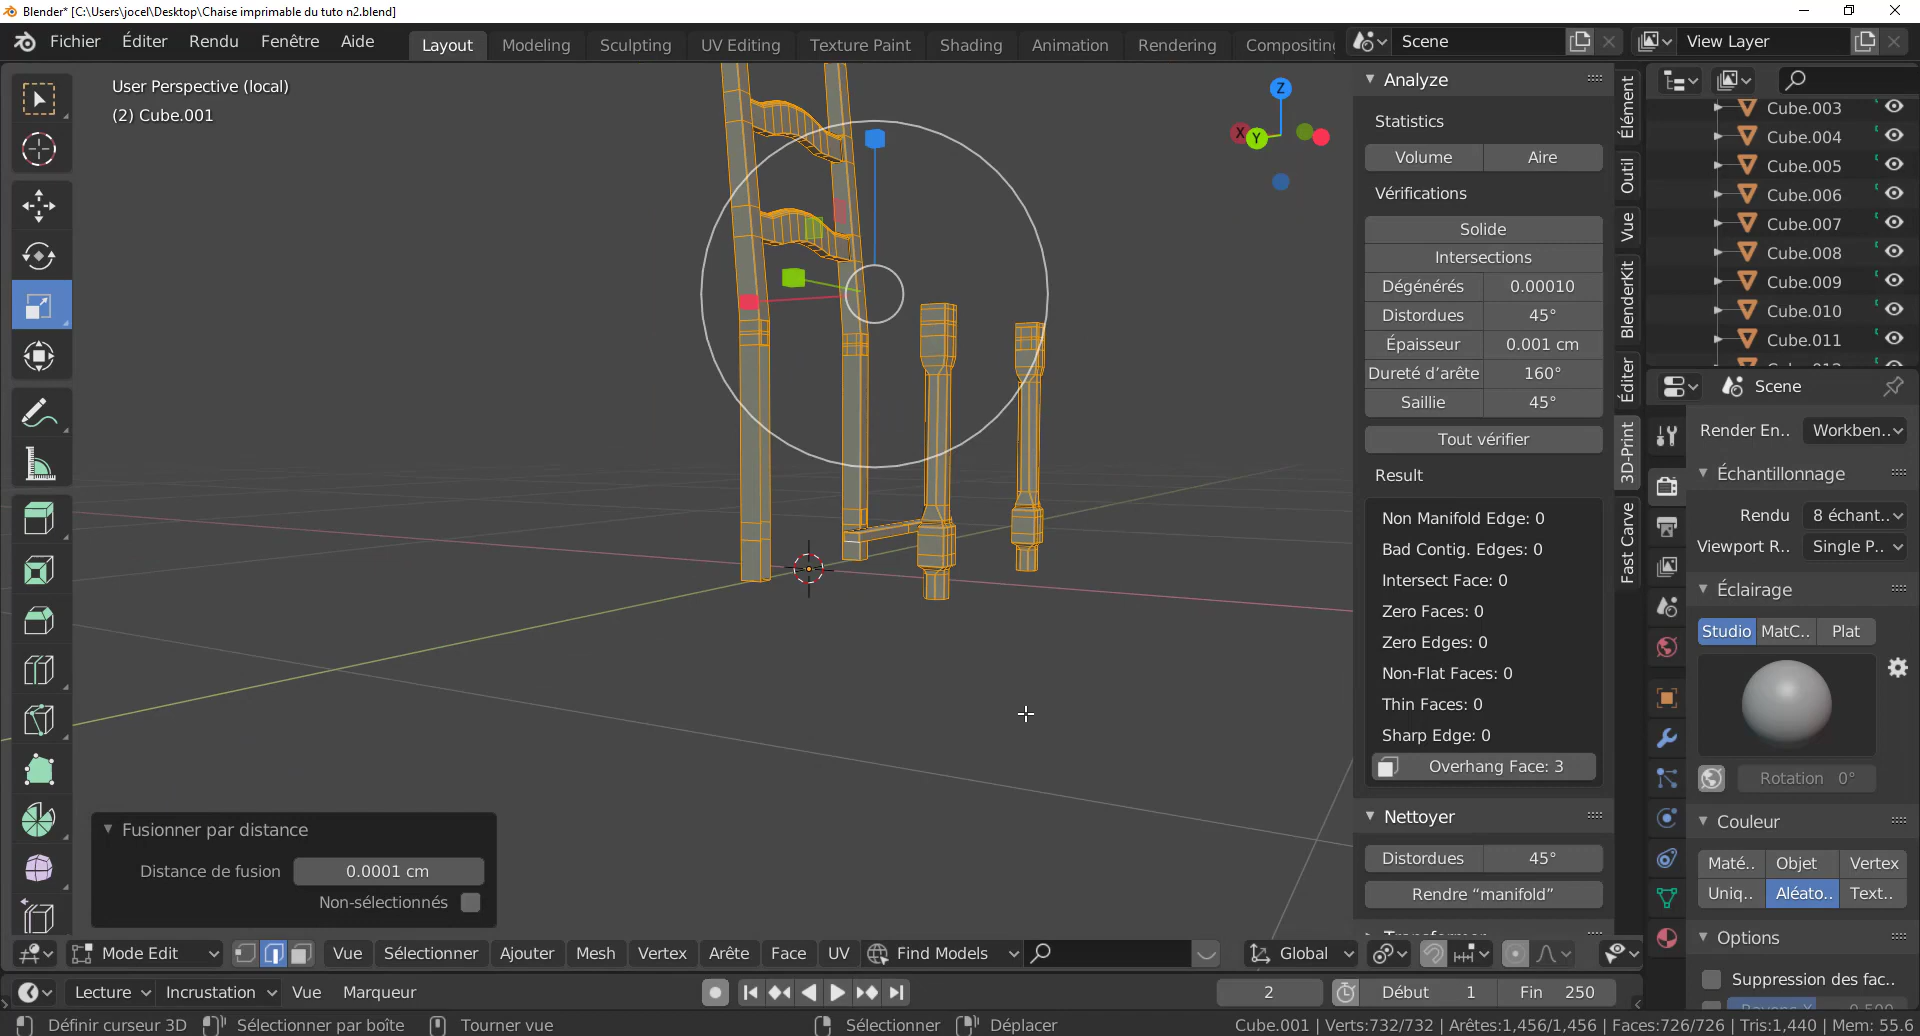 Blender* [C:\Users\jocel\Desktop\Chaise imprimable du tuto n2.blend]
Fichier Éditer Rendu Fenêtre Aide
Layout Modeling Sculpting UV Editing Texture Paint Shading Animation Rendering Compositing
Scene
View Layer
User Perspective (local)
(2) Cube.001
Z
X
Y
Analyze
Statistics
Volume Aire
Vérifications
Solide
Intersections
Dégénérés 0.00010
Distordues 45°
Épaisseur 0.001 cm
Dureté d'arête 160°
Saillie 45°
Tout vérifier
Result
Non Manifold Edge: 0
Bad Contig. Edges: 0
Intersect Face: 0
Zero Faces: 0
Zero Edges: 0
Non-Flat Faces: 0
Thin Faces: 0
Sharp Edge: 0
Overhang Face: 3
Nettoyer
Distordues 45°
Rendre “manifold”
Élément
Outil
Vue
BlenderKit
Éditer
3D-Print
Fast Carve
Cube.003
Cube.004
Cube.005
Cube.006
Cube.007
Cube.008
Cube.009
Cube.010
Cube.011
Scene
Render En.. Workben..
Échantillonnage
Rendu 8 échant..
Viewport R.. Single P..
Éclairage
Studio MatC.. Plat
Rotation 0°
Couleur
Maté.. Objet Vertex
Uniq.. Aléato.. Text..
Options
Suppression des fac..
Fusionner par distance
Distance de fusion 0.0001 cm
Non-sélectionnés
Mode Edit Vue Sélectionner Ajouter Mesh Vertex Arête Face UV Find Models Global
Lecture Incrustation Vue Marqueur 2 Début 1 Fin 250
Définir curseur 3D Sélectionner par boîte Tourner vue Sélectionner Déplacer Cube.001 | Verts:732/732 | Arêtes:1,456/1,456 | Faces:726/726 | Tris:1,440 | Mem: 55.6